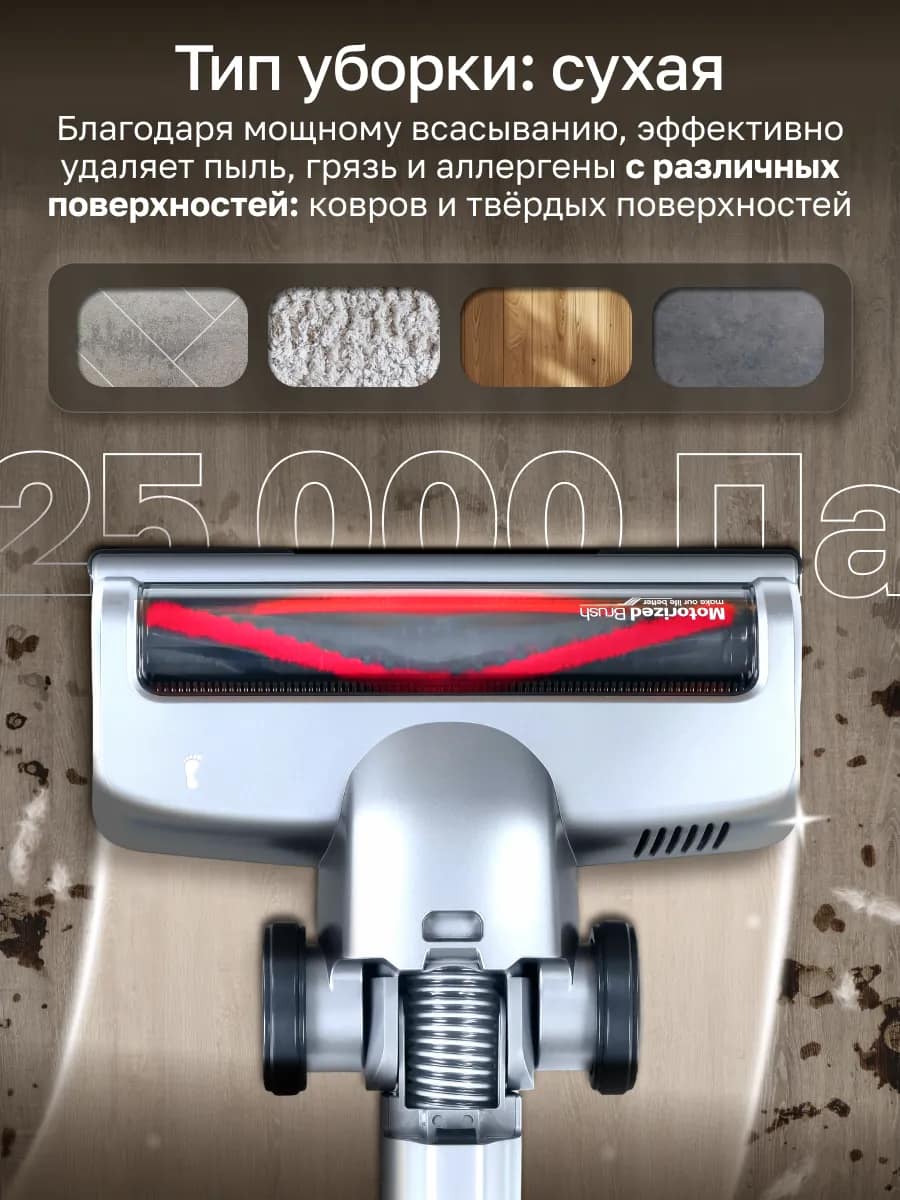 Тип уборки: сухая
Благодаря мощному всасыванию, эффективно
удаляет пыль, грязь и аллергены с различных
поверхностей: ковров и твёрдых поверхностей
25 000 Па
Motorized Brush
make our life better